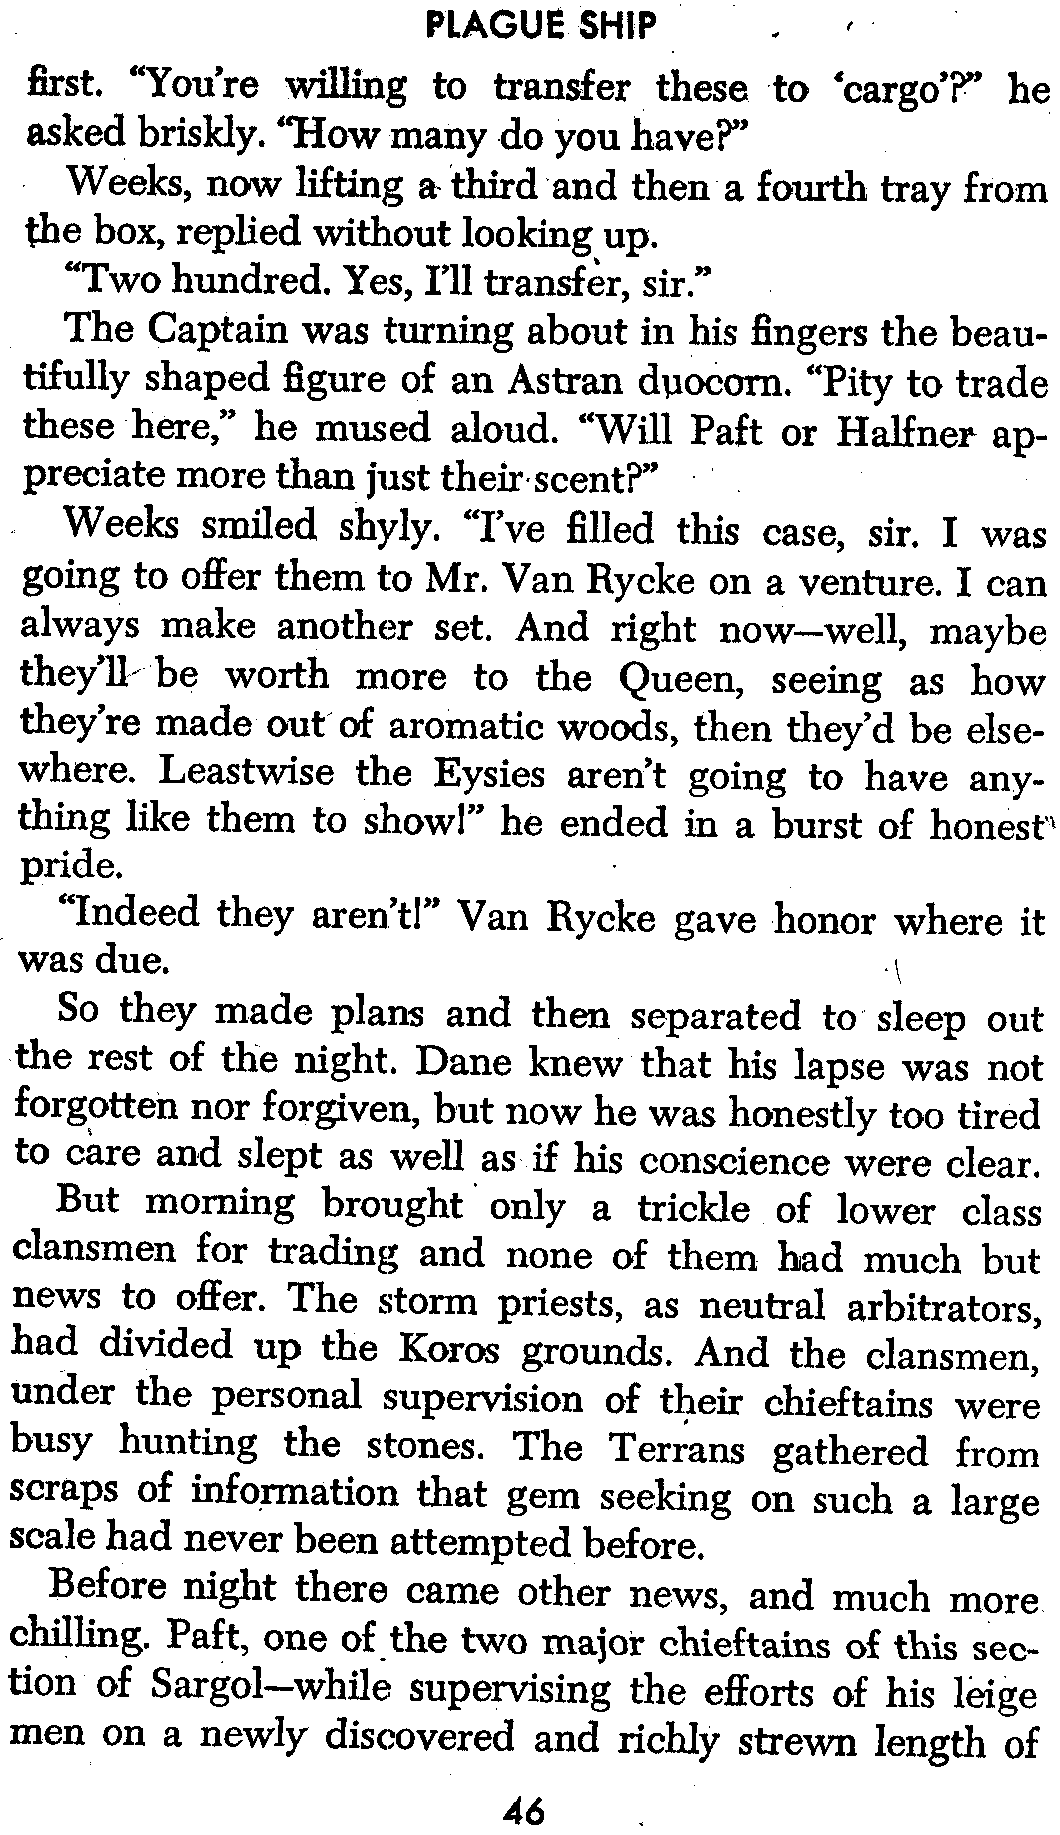 PLAGUE SHIP
first. “You're willing to transfer these to ‘cargo’?” he
asked briskly. “How many do you have?”
Weeks, now lifting a third and then a fourth tray from
the box, replied without looking up.
“Two hundred. Yes, I'll transfer, sir.”
The Captain was turning about in his fingers the beau-
tifully shaped figure of an Astran duocorn. “Pity to trade
these here,” he mused aloud. “Will Paft or Halfner ap-
preciate more than just their scent?”
Weeks smiled shyly. “I've filled this case, sir. I was
going to offer them to Mr. Van Rycke on a venture. I can
always make another set. And right now—well, maybe
they'll be worth more to the Queen, seeing as how
they're made out of aromatic woods, then they'd be else-
where. Leastwise the Eysies aren't going to have any-
thing like them to show!” he ended in a burst of honest
pride.
“Indeed they aren't!” Van Rycke gave honor where it
was due.
So they made plans and then separated to sleep out
the rest of the night. Dane knew that his lapse was not
forgotten nor forgiven, but now he was honestly too tired
to care and slept as well as if his conscience were clear.
But morning brought only a trickle of lower class
clansmen for trading and none of them had much but
news to offer. The storm priests, as neutral arbitrators,
had divided up the Koros grounds. And the clansmen,
under the personal supervision of their chieftains were
busy hunting the stones. The Terrans gathered from
scraps of information that gem seeking on such a large
scale had never been attempted before.
Before night there came other news, and much more
chilling. Paft, one of the two major chieftains of this sec-
tion of Sargol—while supervising the efforts of his leige
men on a newly discovered and richly strewn length of
46